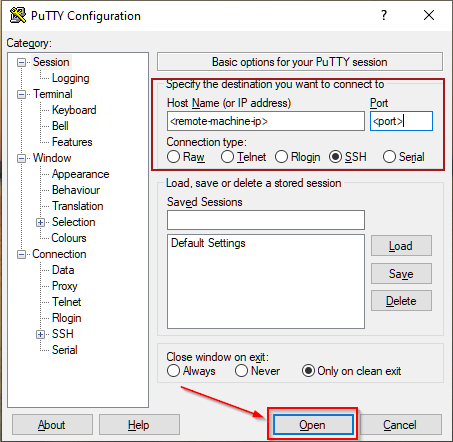 PuTTY Configuration
Category:
Session
Logging
Terminal
Keyboard
Bell
Features
Window
Appearance
Behaviour
Translation
Selection
Colours
Connection
Data
Proxy
Telnet
Rlogin
SSH
Serial
Basic options for your PuTTY session
Specify the destination you want to connect to
Host Name (or IP address) Port
<remote-machine-ip> <port>
Connection type:
Raw Telnet Rlogin SSH Serial
Load, save or delete a stored session
Saved Sessions
Default Settings
Load
Save
Delete
Close window on exit:
Always Never Only on clean exit
About Help Open Cancel